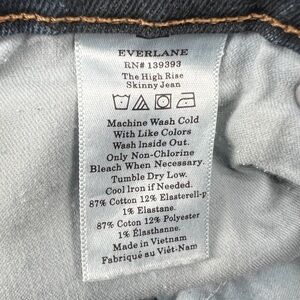 EVERLANE
RN# 139393
The High Rise
Skinny Jean
Machine Wash Cold
With Like Colors
Wash Inside Out.
Only Non-Chlorine
Bleach When Necessary.
Tumble Dry Low.
Cool Iron if Needed.
87% Cotton 12% Elasterell-p
1% Elastane.
87% Coton 12% Polyester
1% Élasthanne.
Made in Vietnam
Fabriqué au Viêt-Nam